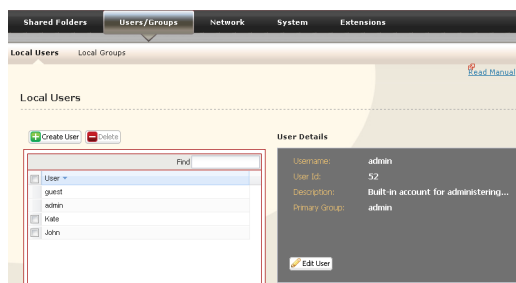 Shared Folders Users/Groups Network System Extensions
Local Users Local Groups
Read Manual
Local Users
Create User Delete
User Details
Find
User
guest
admin
Kate
John
Username: admin
User Id: 52
Description: Built-in account for administering...
Primary Group: admin
Edit User